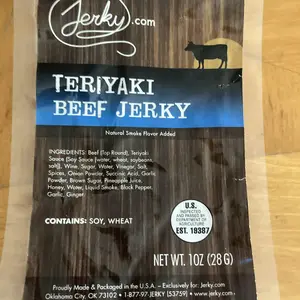 Jerky.com
TERIYAKI
BEEF JERKY
Natural Smoke Flavor Added
INGREDIENTS: Beef (Top Round), Teriyaki
Sauce (Soy Sauce [water, wheat, soybeans,
salt]), Wine, Sugar, Water, Vinegar, Salt,
Spices, Onion Powder, Succinic Acid, Garlic
Powder, Brown Sugar, Pineapple Juice,
Honey, Water, Liquid Smoke, Black Pepper,
Garlic, Ginger.
CONTAINS: SOY, WHEAT
U.S.
INSPECTED AND
PASSED BY
DEPARTMENT OF
AGRICULTURE
EST. 18387
NET WT. 1OZ (28 G)
Proudly Made & Packaged in the U.S.A. – Exclusively for: Jerky.com
Oklahoma City, OK 73102 • 1-877-97-JERKY (53759) • www.jerky.com